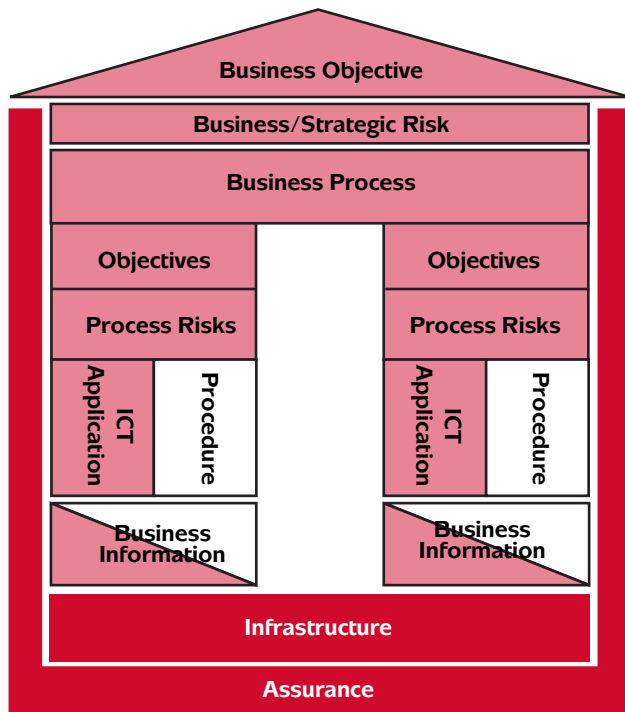 Business Objective
Business/Strategic Risk
Business Process
Objectives
Objectives
Process Risks
Process Risks
ICT
Application
Procedure
ICT
Application
Procedure
Business
Information
Business
Information
Infrastructure
Assurance